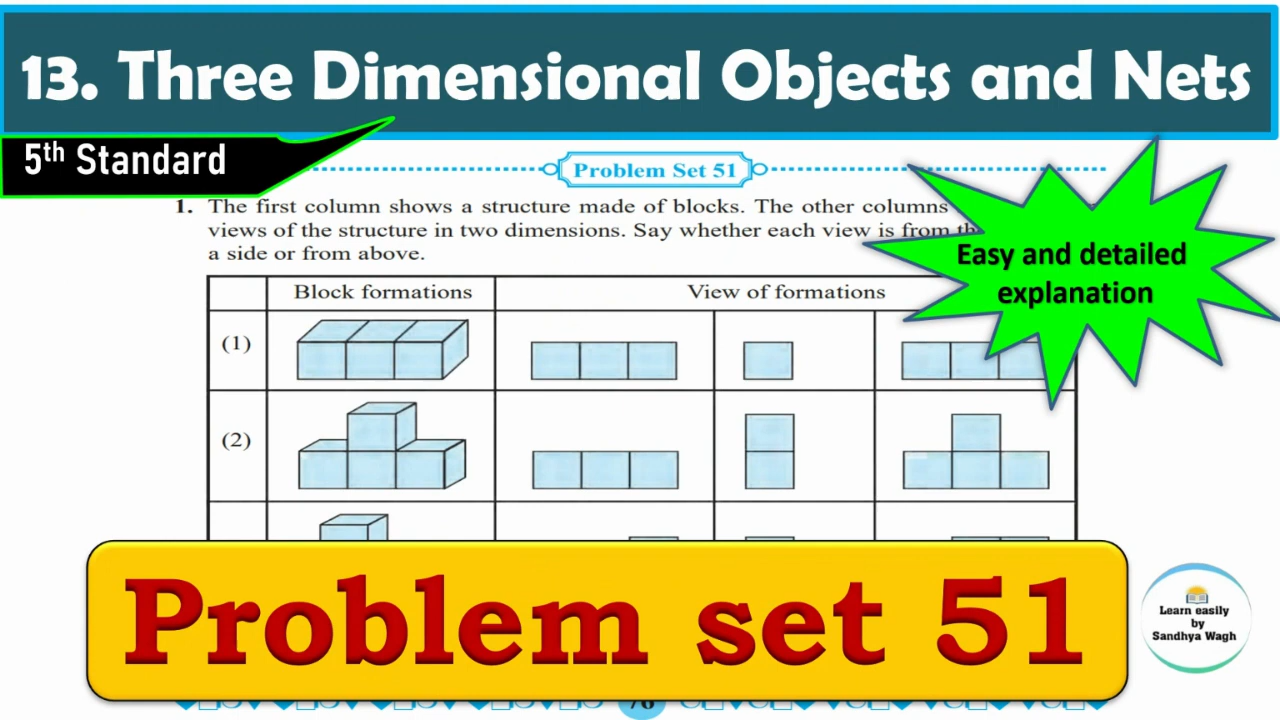 13. Three Dimensional Objects and Nets
5th Standard
Problem Set 51
1. The first column shows a structure made of blocks. The other columns
views of the structure in two dimensions. Say whether each view is from
a side or from above.
Block formations
View of formations
(1)
(2)
Easy and detailed
explanation
Problem set 51
Learn easily
by
Sandhya Wagh
76